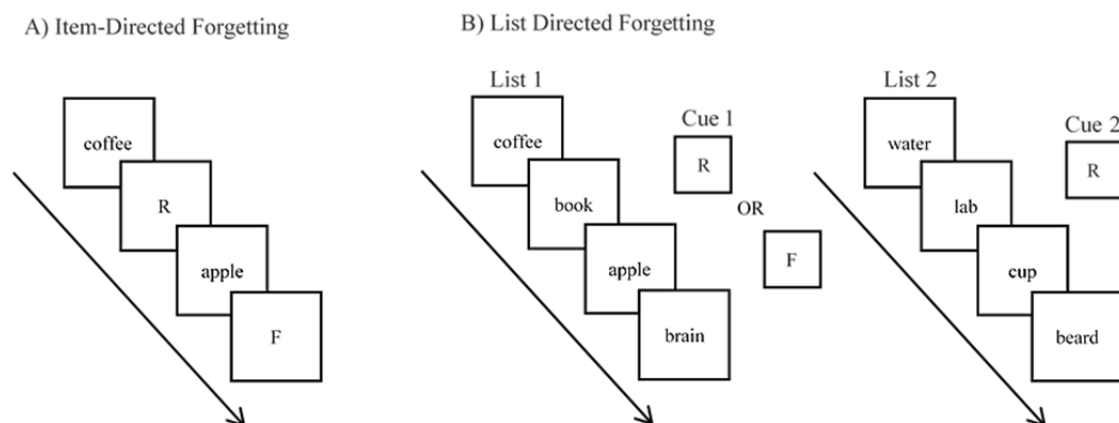 A) Item-Directed Forgetting
coffee
R
apple
F
B) List Directed Forgetting
List 1
coffee
book
apple
brain
Cue 1
R
OR
F
List 2
water
lab
cup
beard
Cue 2
R